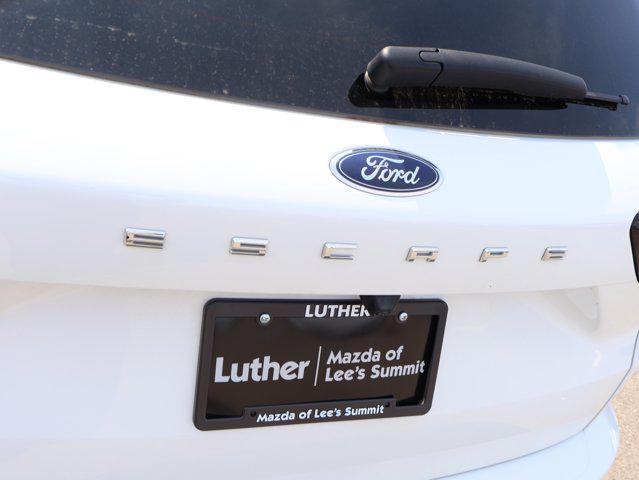 Ford
ESCAPE
LUTHER
Luther
Mazda of
Lee's Summit
Mazda of Lee's Summit